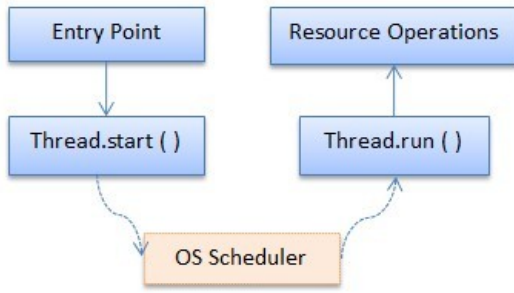 Entry Point
Resource Operations
Thread.start ( )
Thread.run ( )
OS Scheduler